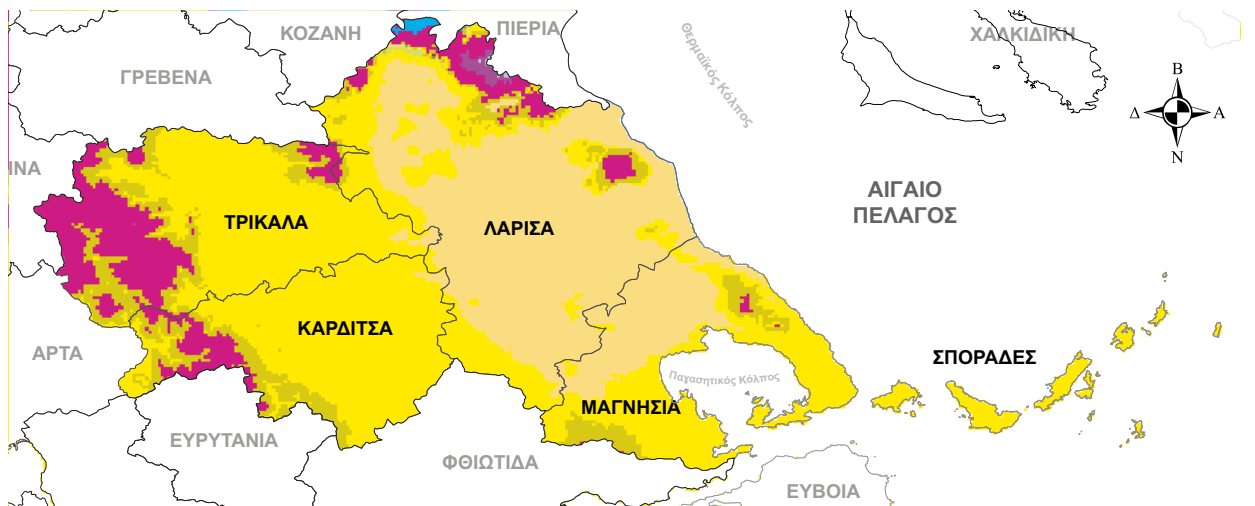 ΚΟΖΑΝΗ
ΠΙΕΡΙΑ
ΧΑΛΚΙΔΙΚΗ
Θερμαϊκός Κόλπος
ΓΡΕΒΕΝΑ
Β
Δ
Α
Ν
ΙΝΑ
ΑΙΓΑΙΟ
ΠΕΛΑΓΟΣ
ΤΡΙΚΑΛΑ
ΛΑΡΙΣΑ
ΚΑΡΔΙΤΣΑ
ΑΡΤΑ
ΣΠΟΡΑΔΕΣ
Παγασητικός Κόλπος
ΜΑΓΝΗΣΙΑ
ΕΥΡΥΤΑΝΙΑ
ΦΘΙΩΤΙΔΑ
ΕΥΒΟΙΑ